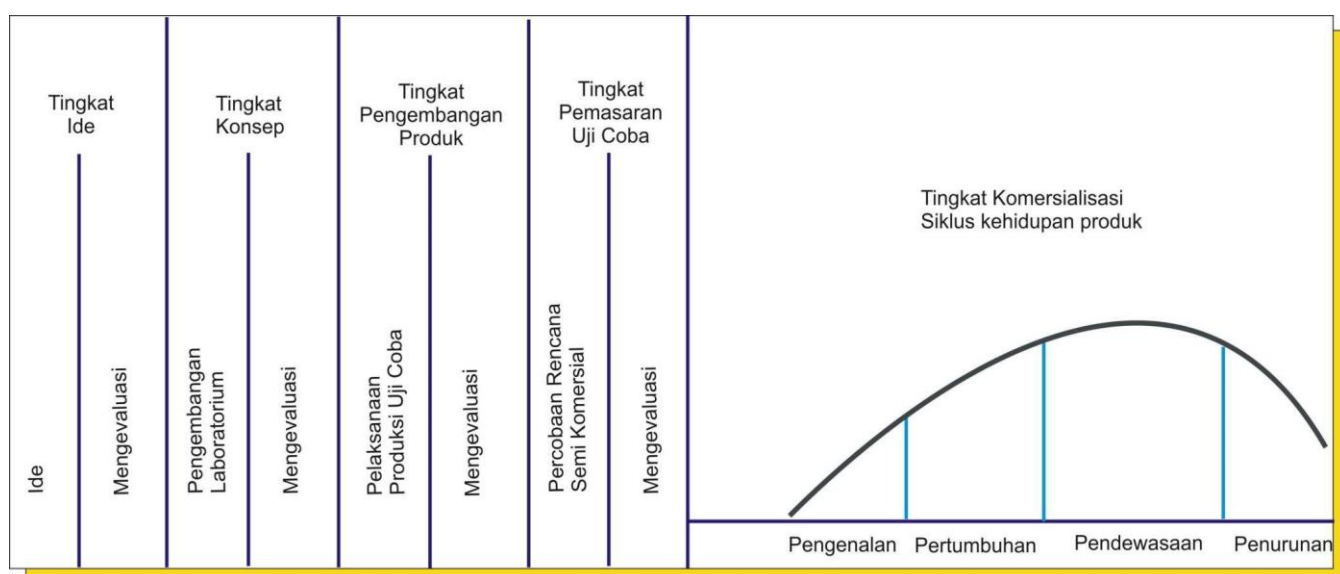 Tingkat
Ide
Ide
Mengevaluasi
Tingkat
Konsep
Pengembangan
Laboratorium
Mengevaluasi
Tingkat
Pengembangan
Produk
Pelaksanaan
Produksi Uji Coba
Mengevaluasi
Tingkat
Pemasaran
Uji Coba
Percobaan Rencana
Semi Komersial
Mengevaluasi
Tingkat Komersialisasi
Siklus kehidupan produk
Pengenalan
Pertumbuhan
Pendewasaan
Penurunan